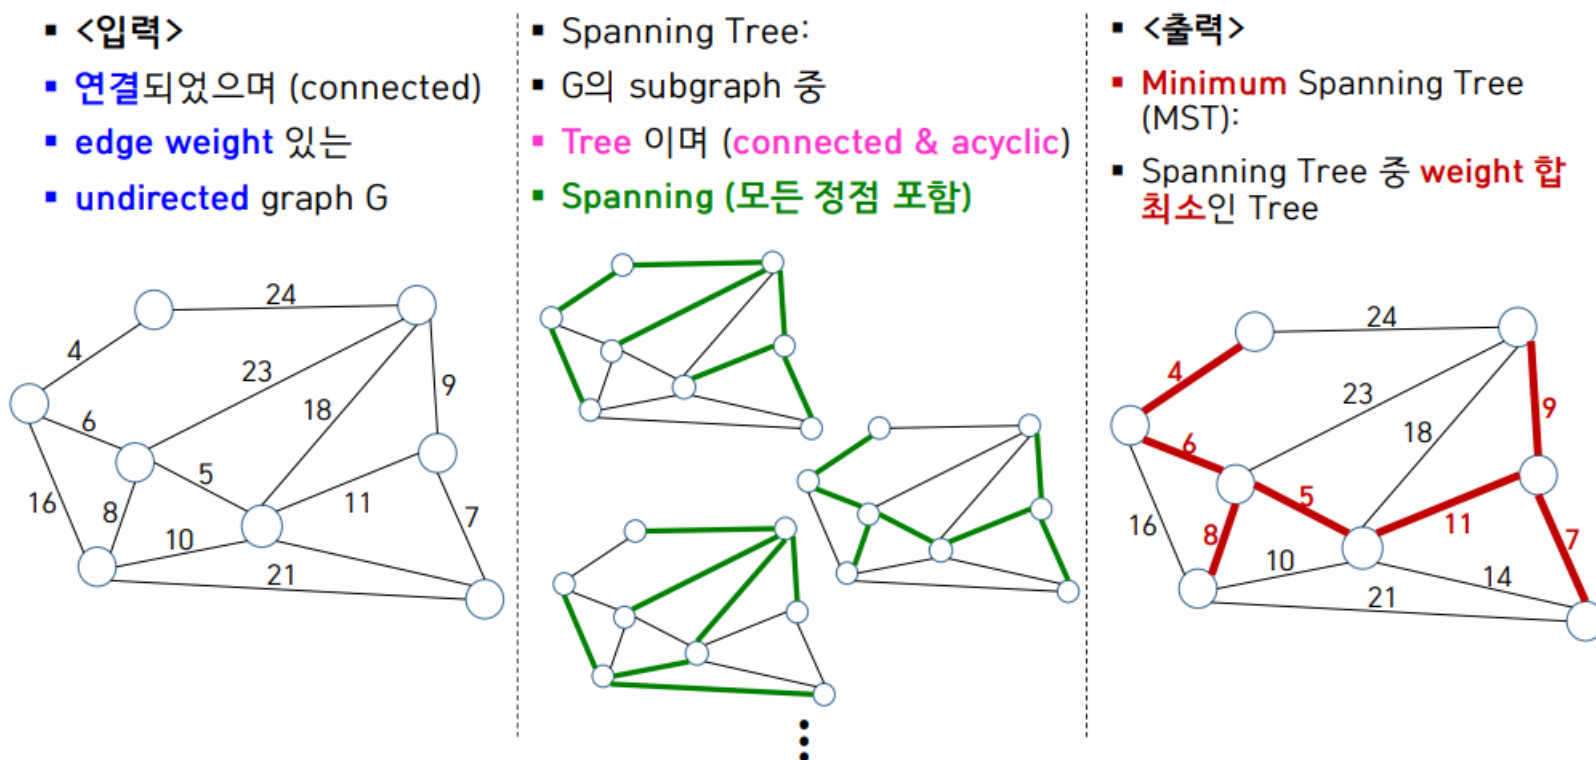 ▪ <입력>
▪ 연결되었으며 (connected)
▪ edge weight 있는
▪ undirected graph G
24
4
23
9
18
6
5
11
16
8
7
10
21
▪ Spanning Tree:
▪ G의 subgraph 중
▪ Tree 이며 (connected & acyclic)
▪ Spanning (모든 정점 포함)
▪ <출력>
▪ Minimum Spanning Tree
(MST):
▪ Spanning Tree 중 weight 합
최소인 Tree
24
4
23
9
18
6
5
11
16
8
7
10
14
21